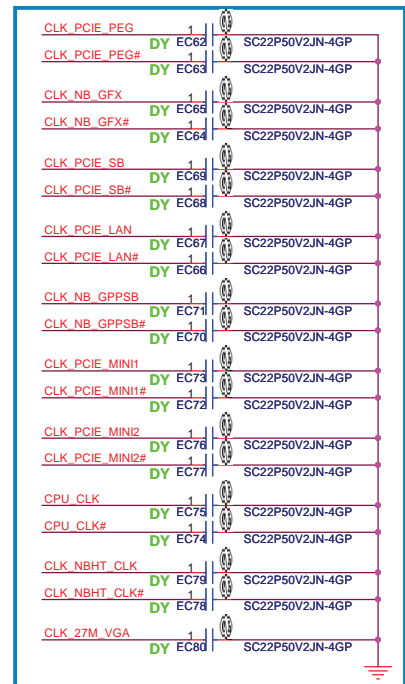 CLK_PCIE_PEG 1
DY EC62 SC22P50V2JN-4GP
CLK_PCIE_PEG# 1
DY EC63 SC22P50V2JN-4GP
CLK_NB_GFX 1
DY EC65 SC22P50V2JN-4GP
CLK_NB_GFX# 1
DY EC64 SC22P50V2JN-4GP
CLK_PCIE_SB 1
DY EC69 SC22P50V2JN-4GP
CLK_PCIE_SB# 1
DY EC68 SC22P50V2JN-4GP
CLK_PCIE_LAN 1
DY EC67 SC22P50V2JN-4GP
CLK_PCIE_LAN# 1
DY EC66 SC22P50V2JN-4GP
CLK_NB_GPPSB 1
DY EC71 SC22P50V2JN-4GP
CLK_NB_GPPSB# 1
DY EC70 SC22P50V2JN-4GP
CLK_PCIE_MINI1 1
DY EC73 SC22P50V2JN-4GP
CLK_PCIE_MINI1# 1
DY EC72 SC22P50V2JN-4GP
CLK_PCIE_MINI2 1
DY EC76 SC22P50V2JN-4GP
CLK_PCIE_MINI2# 1
DY EC77 SC22P50V2JN-4GP
CPU_CLK 1
DY EC75 SC22P50V2JN-4GP
CPU_CLK# 1
DY EC74 SC22P50V2JN-4GP
CLK_NBHT_CLK 1
DY EC79 SC22P50V2JN-4GP
CLK_NBHT_CLK# 1
DY EC78 SC22P50V2JN-4GP
CLK_27M_VGA 1
DY EC80 SC22P50V2JN-4GP